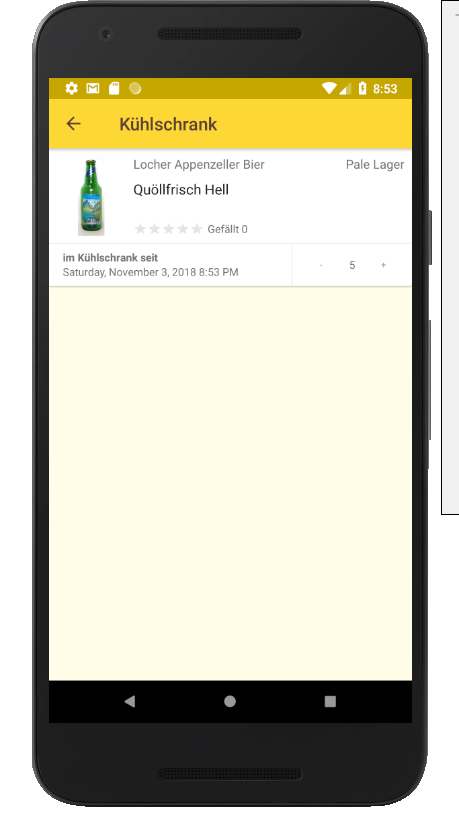 8:53
Kühlschrank
Locher Appenzeller Bier Pale Lager
Quöllfrisch Hell
Gefällt 0
im Kühlschrank seit
Saturday, November 3, 2018 8:53 PM
- 5 +